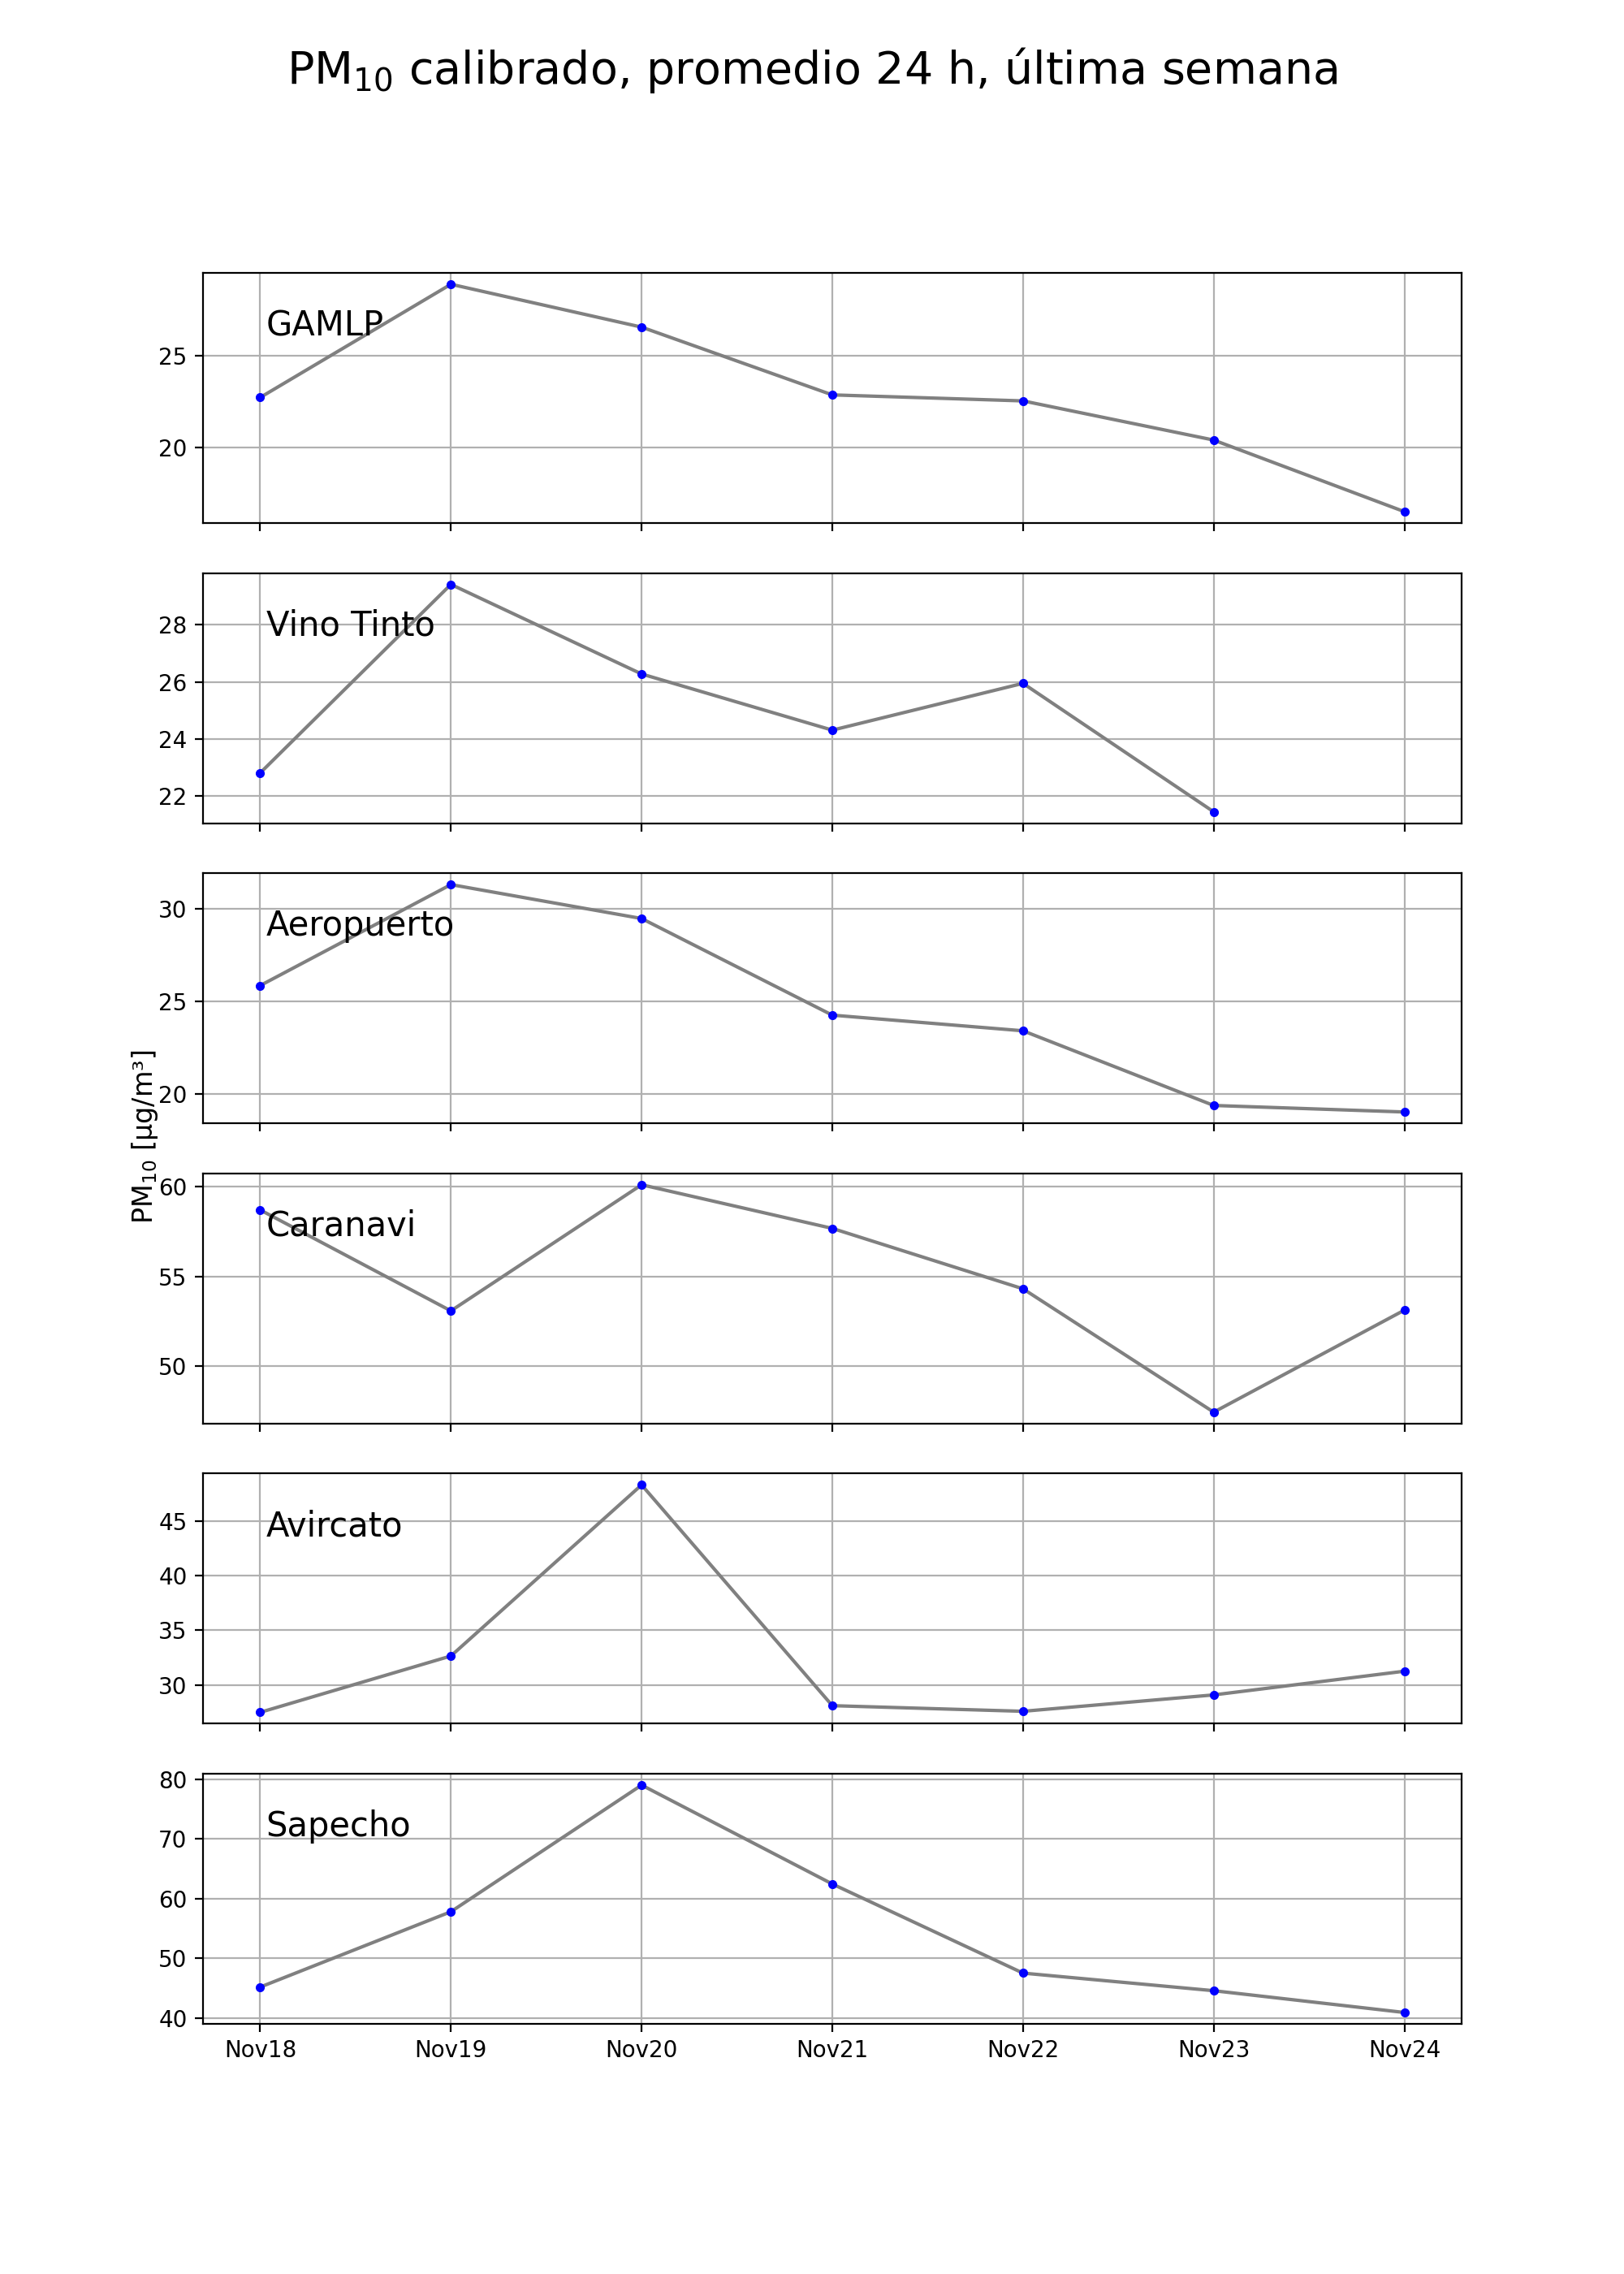 PM₁₀ calibrado, promedio 24 h, última semana
GAMLP
25
20
Vino Tinto
28
26
24
22
Aeropuerto
30
25
20
PM₁₀ [µg/m³]
Caranavi
60
55
50
Avircato
45
40
35
30
Sapecho
80
70
60
50
40
Nov18 Nov19 Nov20 Nov21 Nov22 Nov23 Nov24